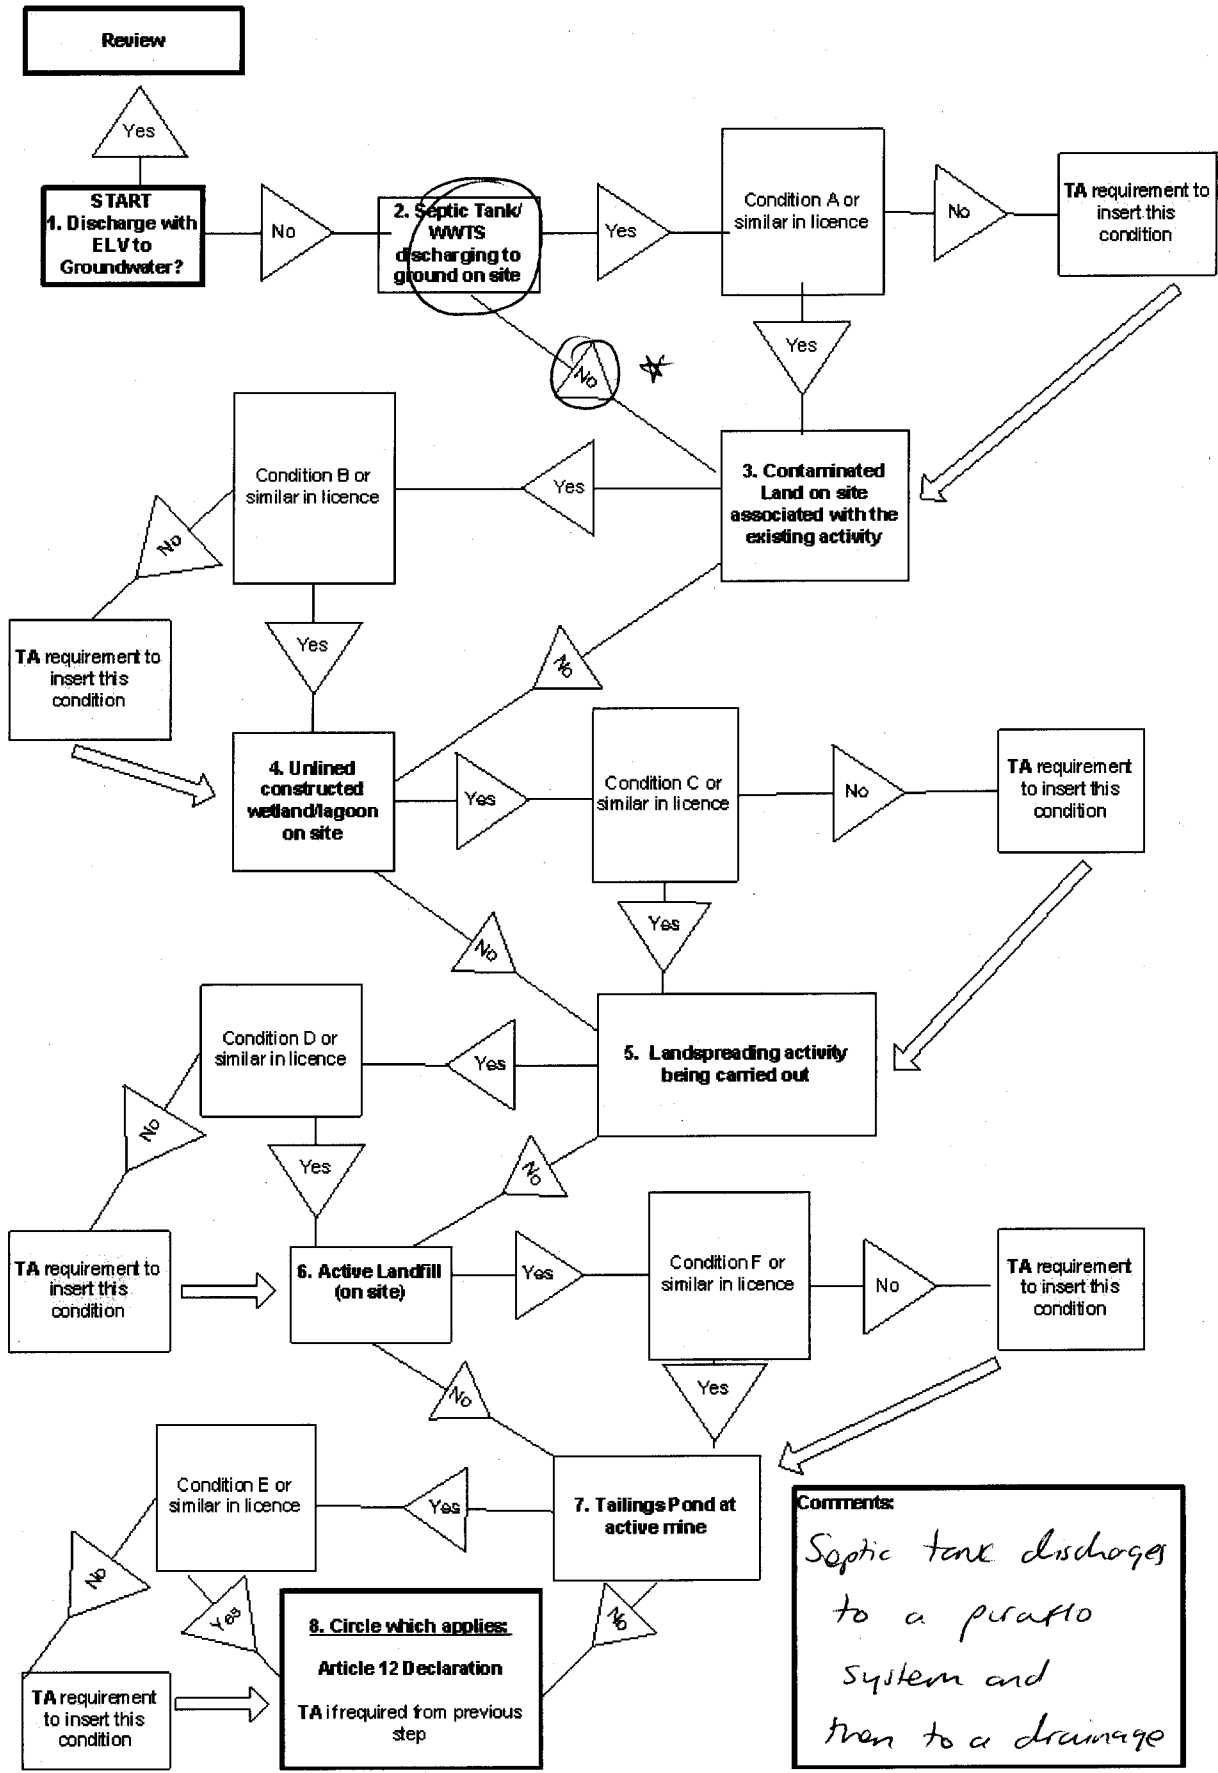 Review
Yes
START
1. Discharge with
ELV to
Groundwater?
No
2. Septic Tank/
WWTS
discharging to
ground on site
Yes
Condition A or
similar in licence
No
TA requirement to
insert this
condition
Yes
No
3. Contaminated
Land on site
associated with the
existing activity
Yes
Condition B or
similar in licence
No
TA requirement to
insert this
condition
Yes
No
4. Unlined
constructed
wetland/lagoon
on site
Yes
Condition C or
similar in licence
No
TA requirement
to insert this
condition
Yes
No
5. Landspreading activity
being carried out
Yes
Condition D or
similar in licence
No
TA requirement to
insert this
condition
Yes
No
6. Active Landfill
(on site)
Yes
Condition F or
similar in licence
No
TA requirement
to insert this
condition
Yes
No
7. Tailings Pond at
active mine
Yes
Condition E or
similar in licence
No
TA requirement
to insert this
condition
Yes
No
8. Circle which applies:
Article 12 Declaration
TA if required from previous
step
Comments:
Septic tank discharges
to a puraflo
system and
then to a drainage